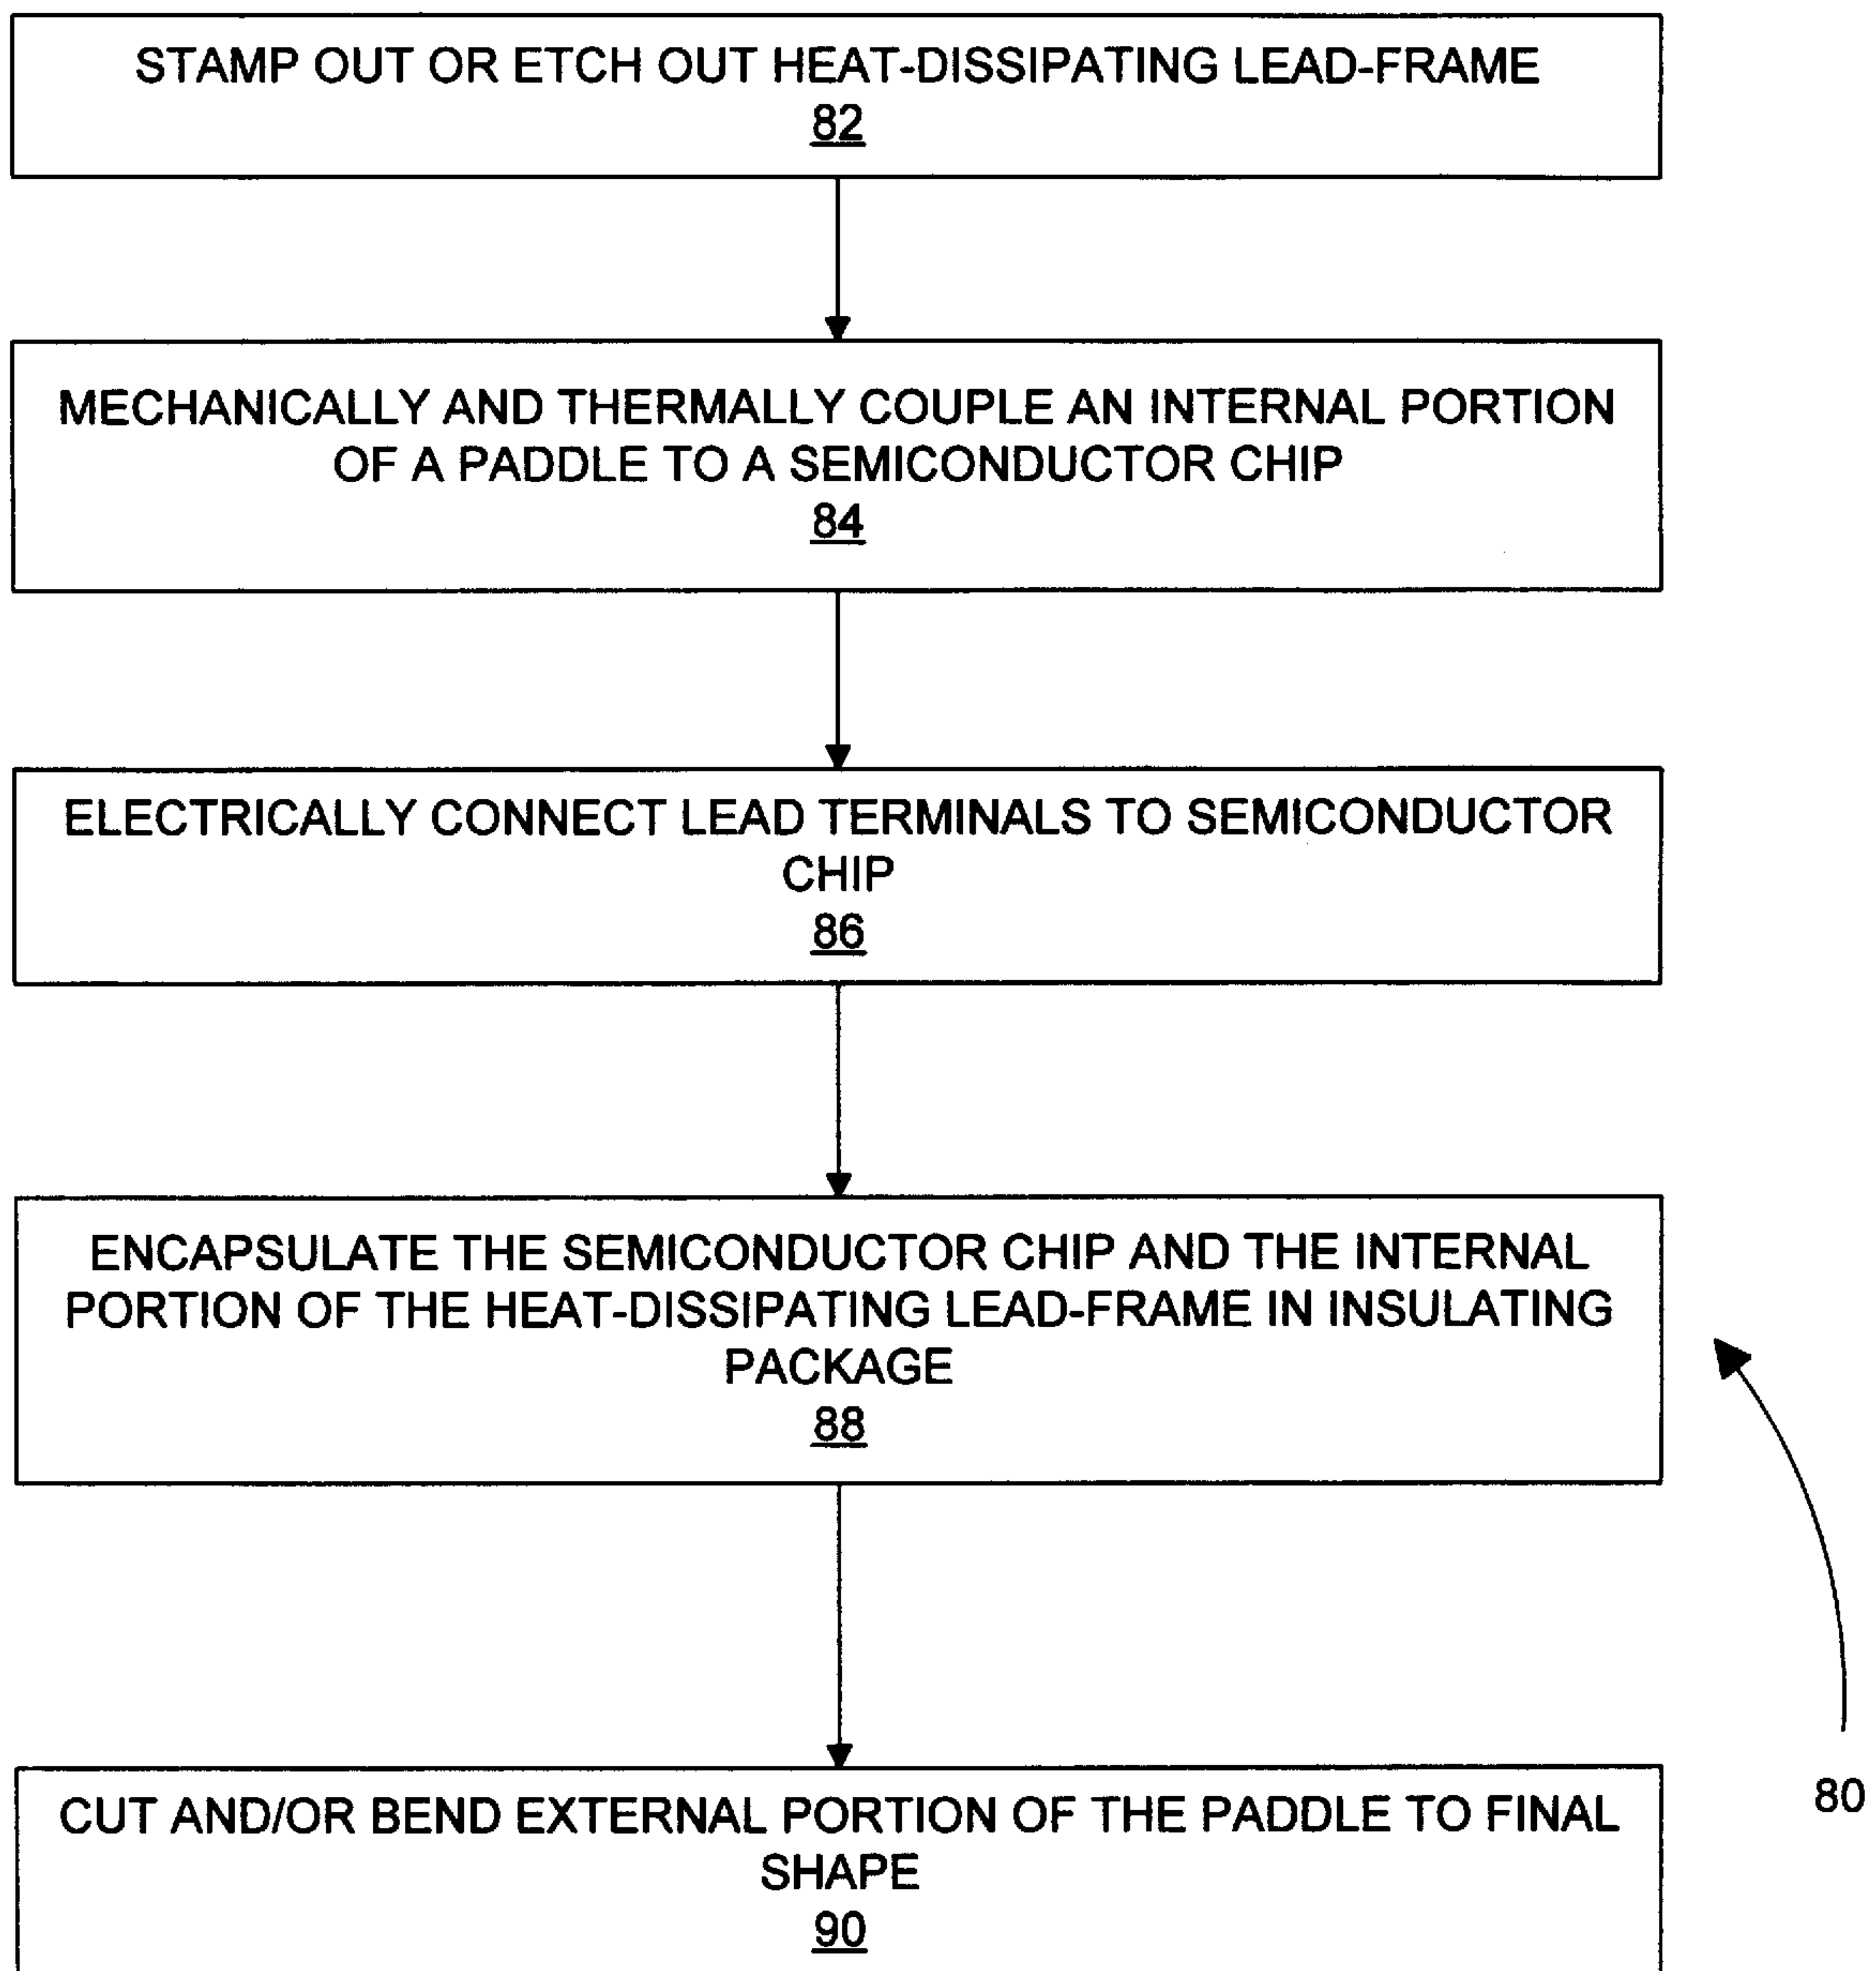 STAMP OUT OR ETCH OUT HEAT-DISSIPATING LEAD-FRAME
82
MECHANICALLY AND THERMALLY COUPLE AN INTERNAL PORTION
OF A PADDLE TO A SEMICONDUCTOR CHIP
84
ELECTRICALLY CONNECT LEAD TERMINALS TO SEMICONDUCTOR
CHIP
86
ENCAPSULATE THE SEMICONDUCTOR CHIP AND THE INTERNAL
PORTION OF THE HEAT-DISSIPATING LEAD-FRAME IN INSULATING
PACKAGE
88
CUT AND/OR BEND EXTERNAL PORTION OF THE PADDLE TO FINAL
SHAPE
90
80